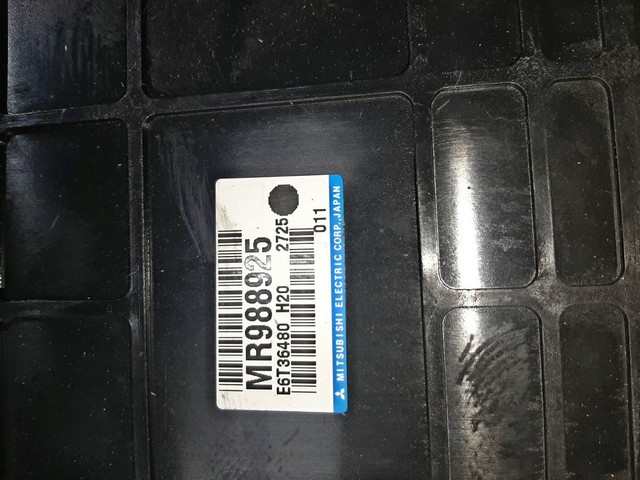 MR988925
E6T36480 H20 2725
011
MITSUBISHI ELECTRIC CORP. JAPAN